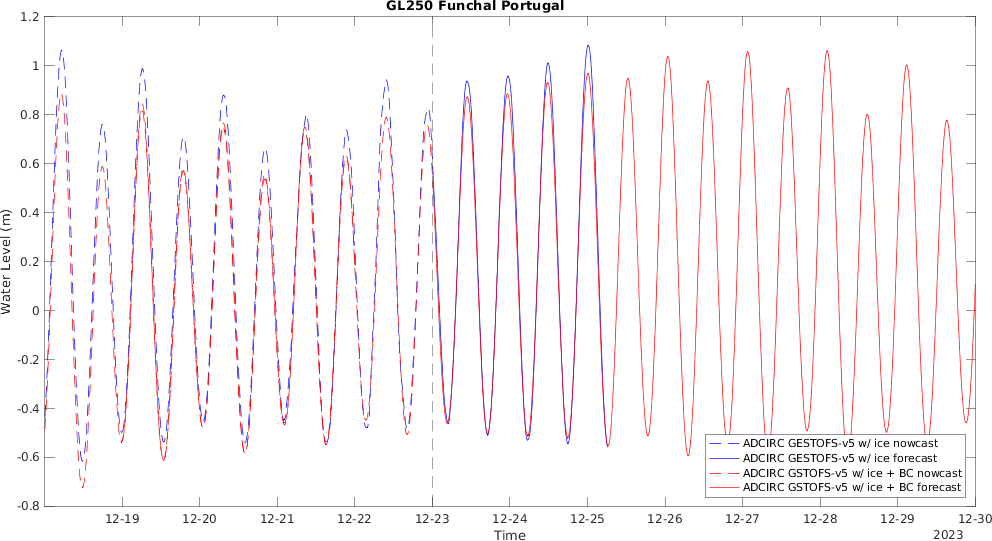 GL250 Funchal Portugal
1.2
1
0.8
0.6
0.4
0.2
0
-0.2
-0.4
-0.6
-0.8
Water Level (m)
ADCIRC GESTOFS-v5 w/ ice nowcast
ADCIRC GESTOFS-v5 w/ ice forecast
ADCIRC GSTOFS-v5 w/ ice + BC nowcast
ADCIRC GSTOFS-v5 w/ ice + BC forecast
12-19 12-20 12-21 12-22 12-23 12-24 12-25 12-26 12-27 12-28 12-29 12-30
Time
2023